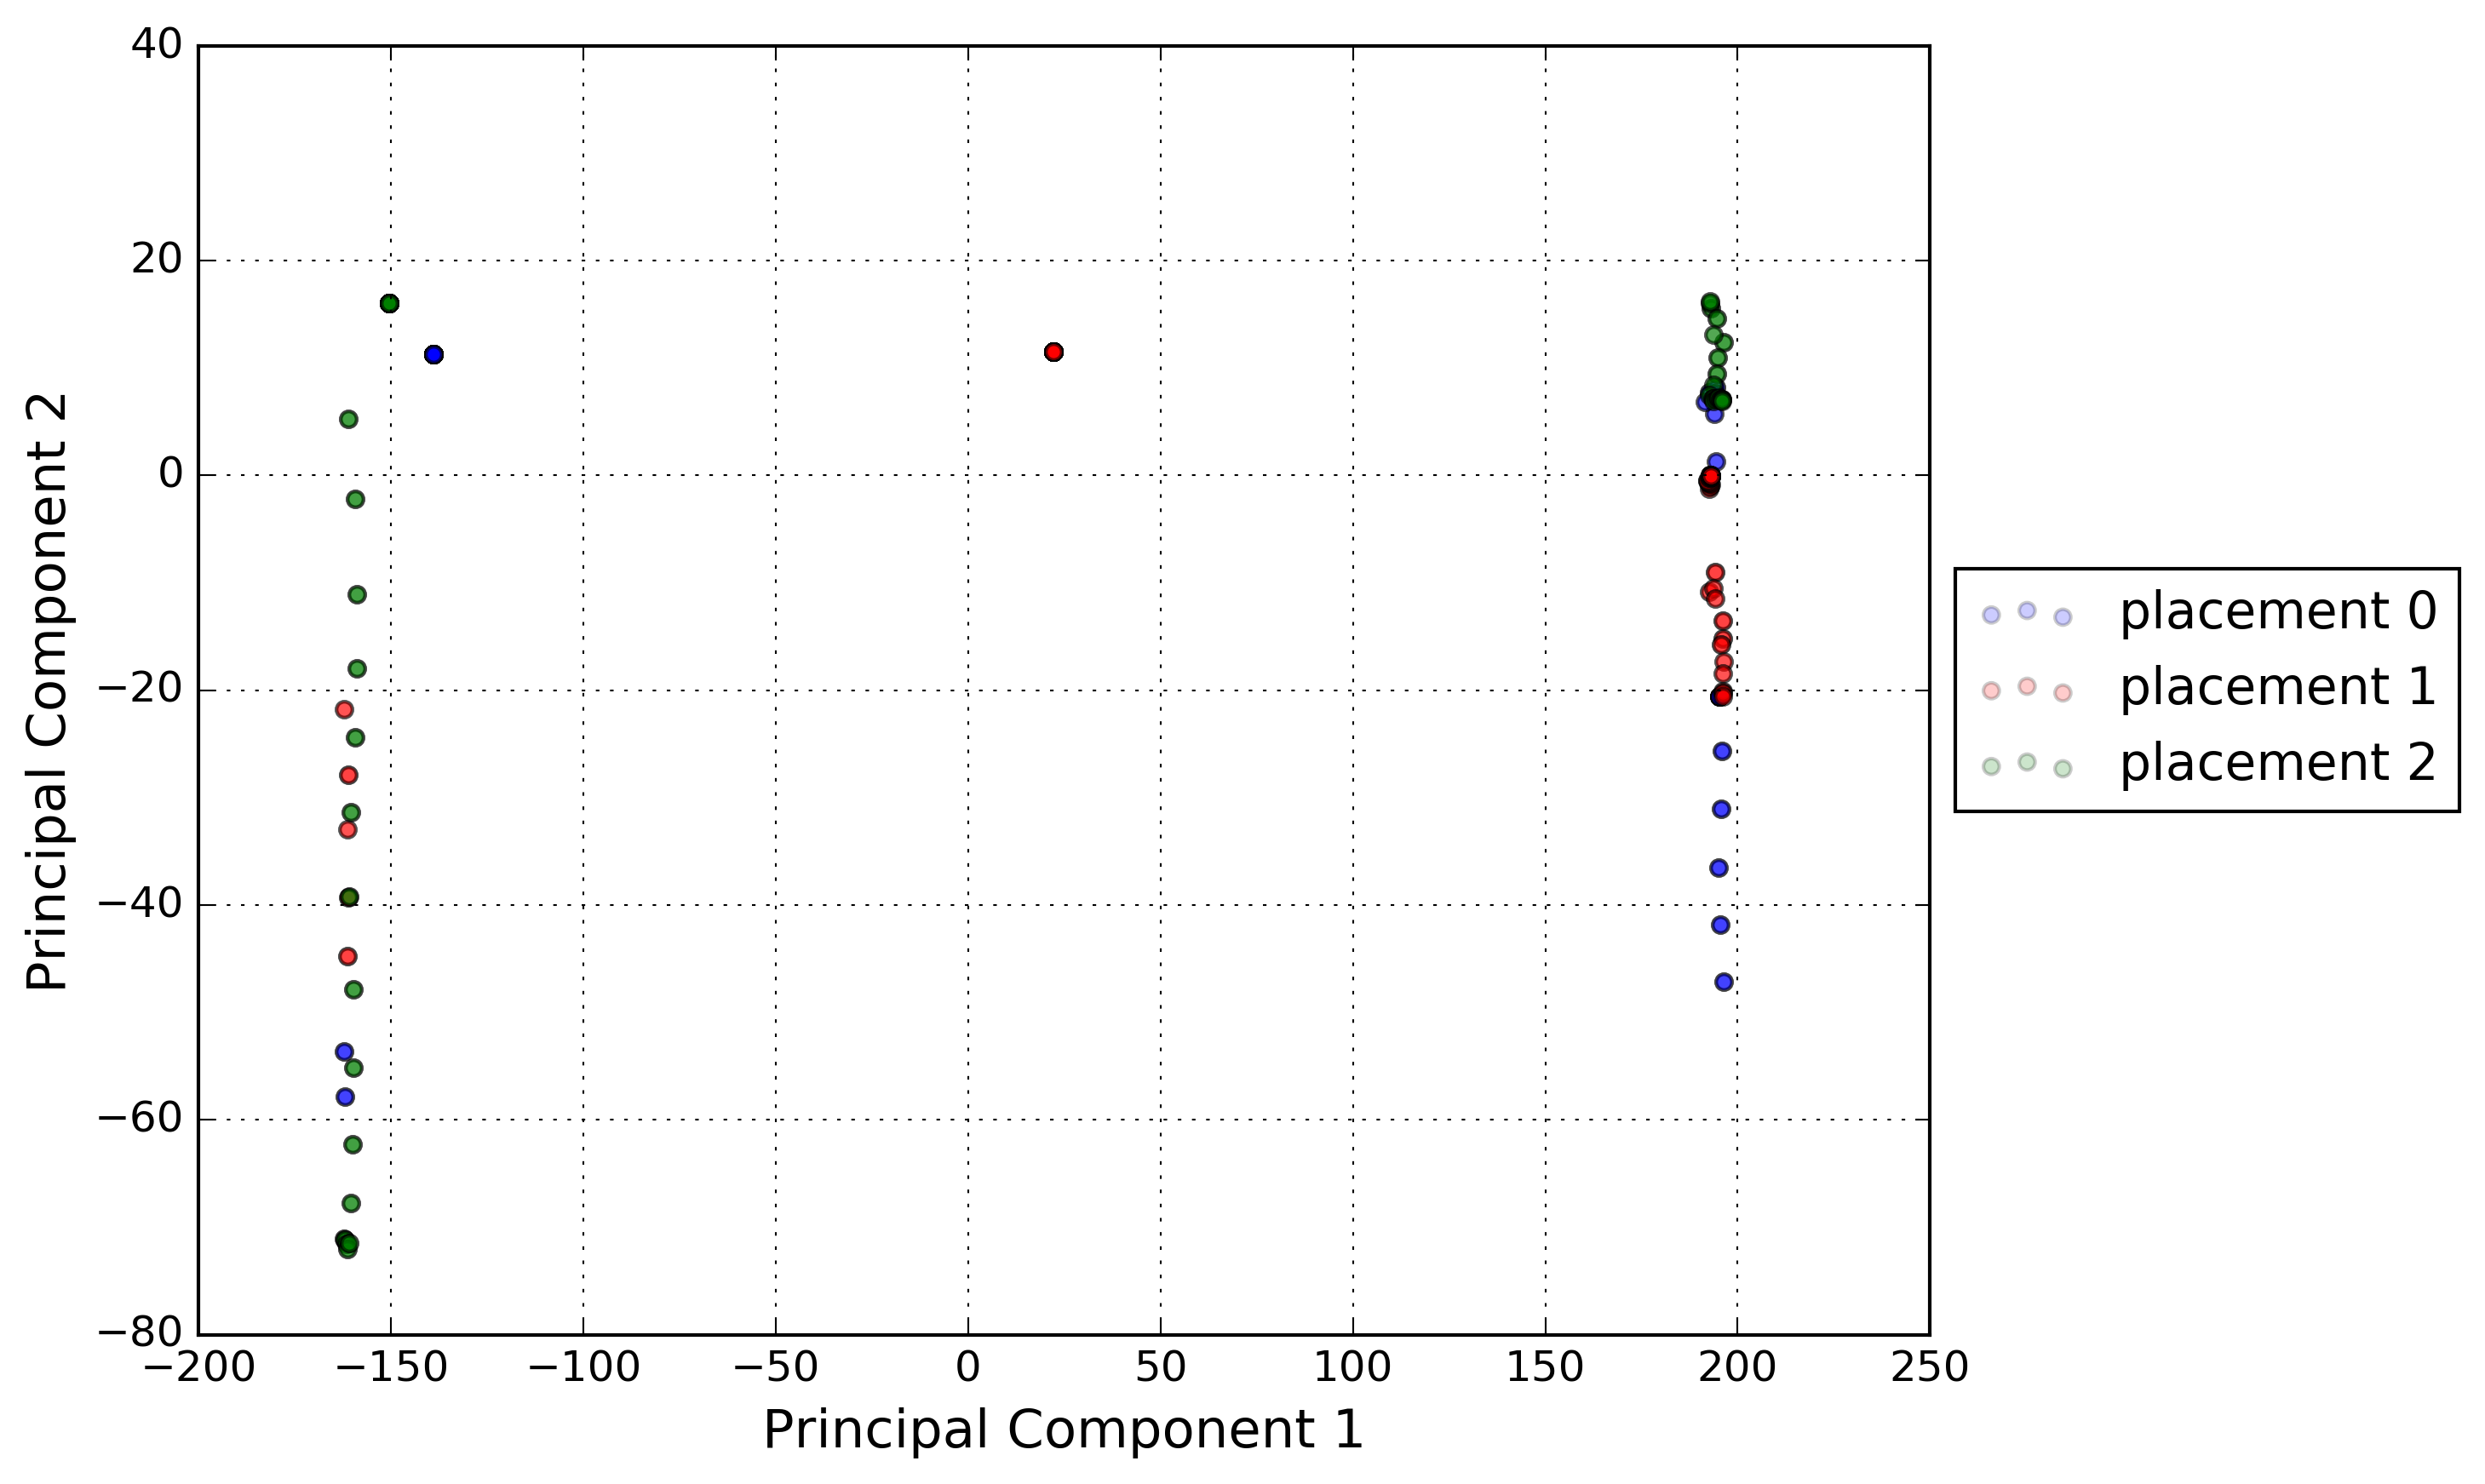 40
20
0
−20
−40
−60
−80
Principal Component 2
−200 −150 −100 −50 0 50 100 150 200 250
Principal Component 1
placement 0
placement 1
placement 2